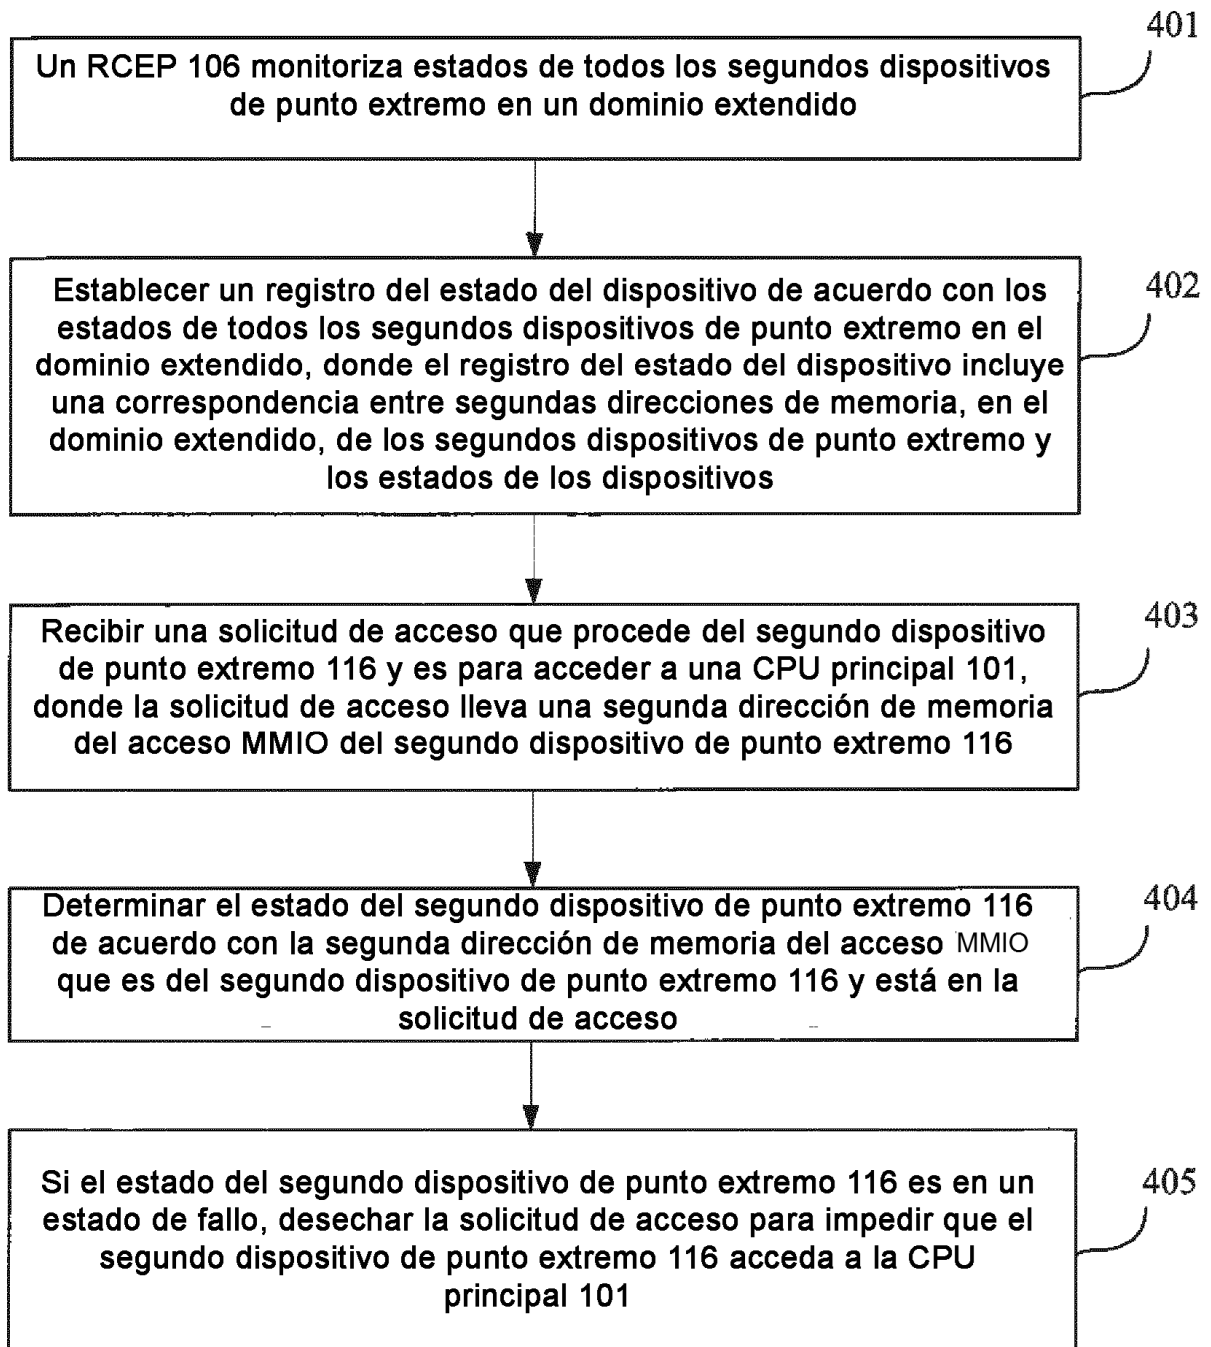 401
Un RCEP 106 monitoriza estados de todos los segundos dispositivos
de punto extremo en un dominio extendido
402
Establecer un registro del estado del dispositivo de acuerdo con los
estados de todos los segundos dispositivos de punto extremo en el
dominio extendido, donde el registro del estado del dispositivo incluye
una correspondencia entre segundas direcciones de memoria, en el
dominio extendido, de los segundos dispositivos de punto extremo y
los estados de los dispositivos
403
Recibir una solicitud de acceso que procede del segundo dispositivo
de punto extremo 116 y es para acceder a una CPU principal 101,
donde la solicitud de acceso lleva una segunda dirección de memoria
del acceso MMIO del segundo dispositivo de punto extremo 116
404
Determinar el estado del segundo dispositivo de punto extremo 116
de acuerdo con la segunda dirección de memoria del acceso MMIO
que es del segundo dispositivo de punto extremo 116 y está en la
solicitud de acceso
405
Si el estado del segundo dispositivo de punto extremo 116 es en un
estado de fallo, desechar la solicitud de acceso para impedir que el
segundo dispositivo de punto extremo 116 acceda a la CPU
principal 101